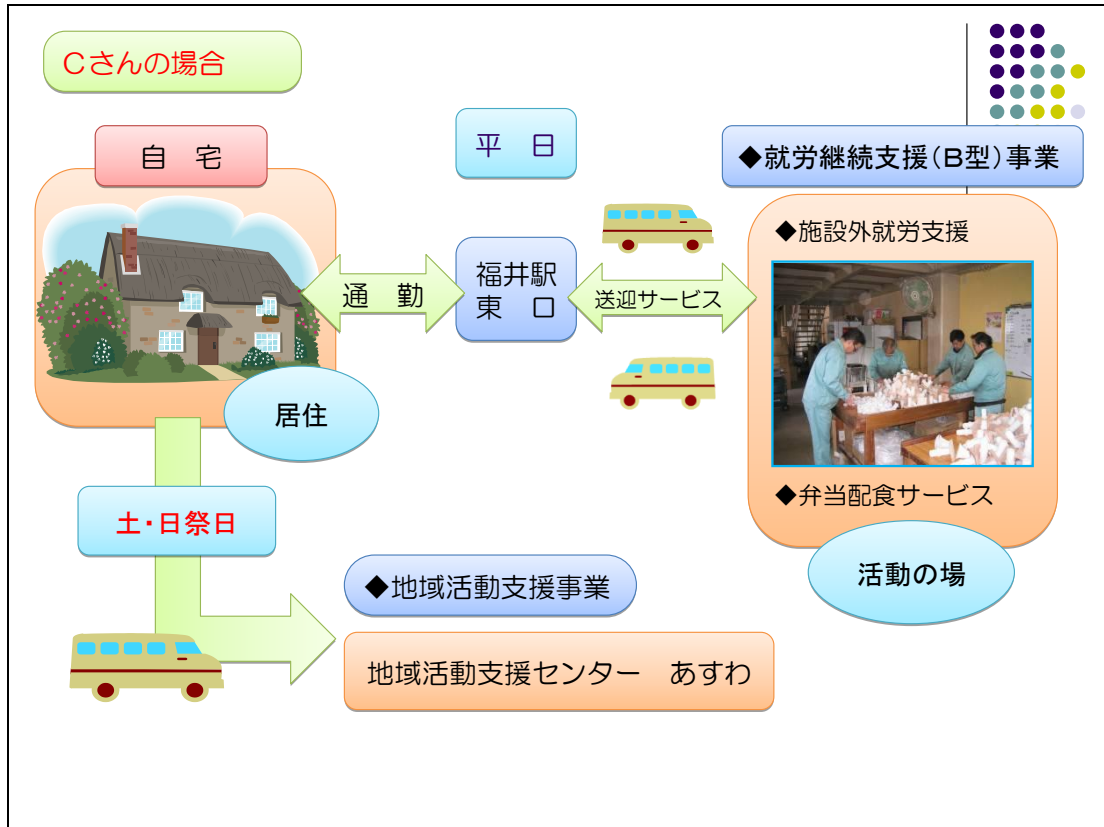 Cさんの場合
自　宅
平　日
◆就労継続支援(B型)事業
◆施設外就労支援
通　勤
福井駅
東　口
送迎サービス
居住
◆弁当配食サービス
活動の場
土・日祭日
◆地域活動支援事業
地域活動支援センター　あすわ